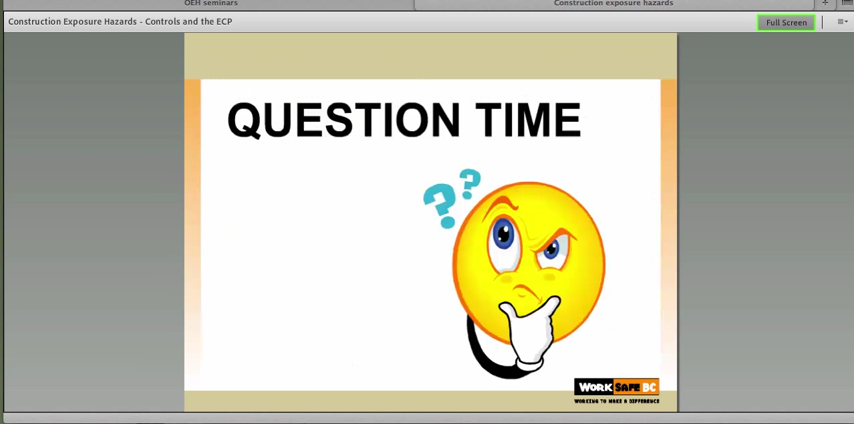 OEH seminars
Construction exposure hazards
Construction Exposure Hazards - Controls and the ECP
Full Screen
QUESTION TIME
? ?
WORK SAFE BC
WORKING TO MAKE A DIFFERENCE